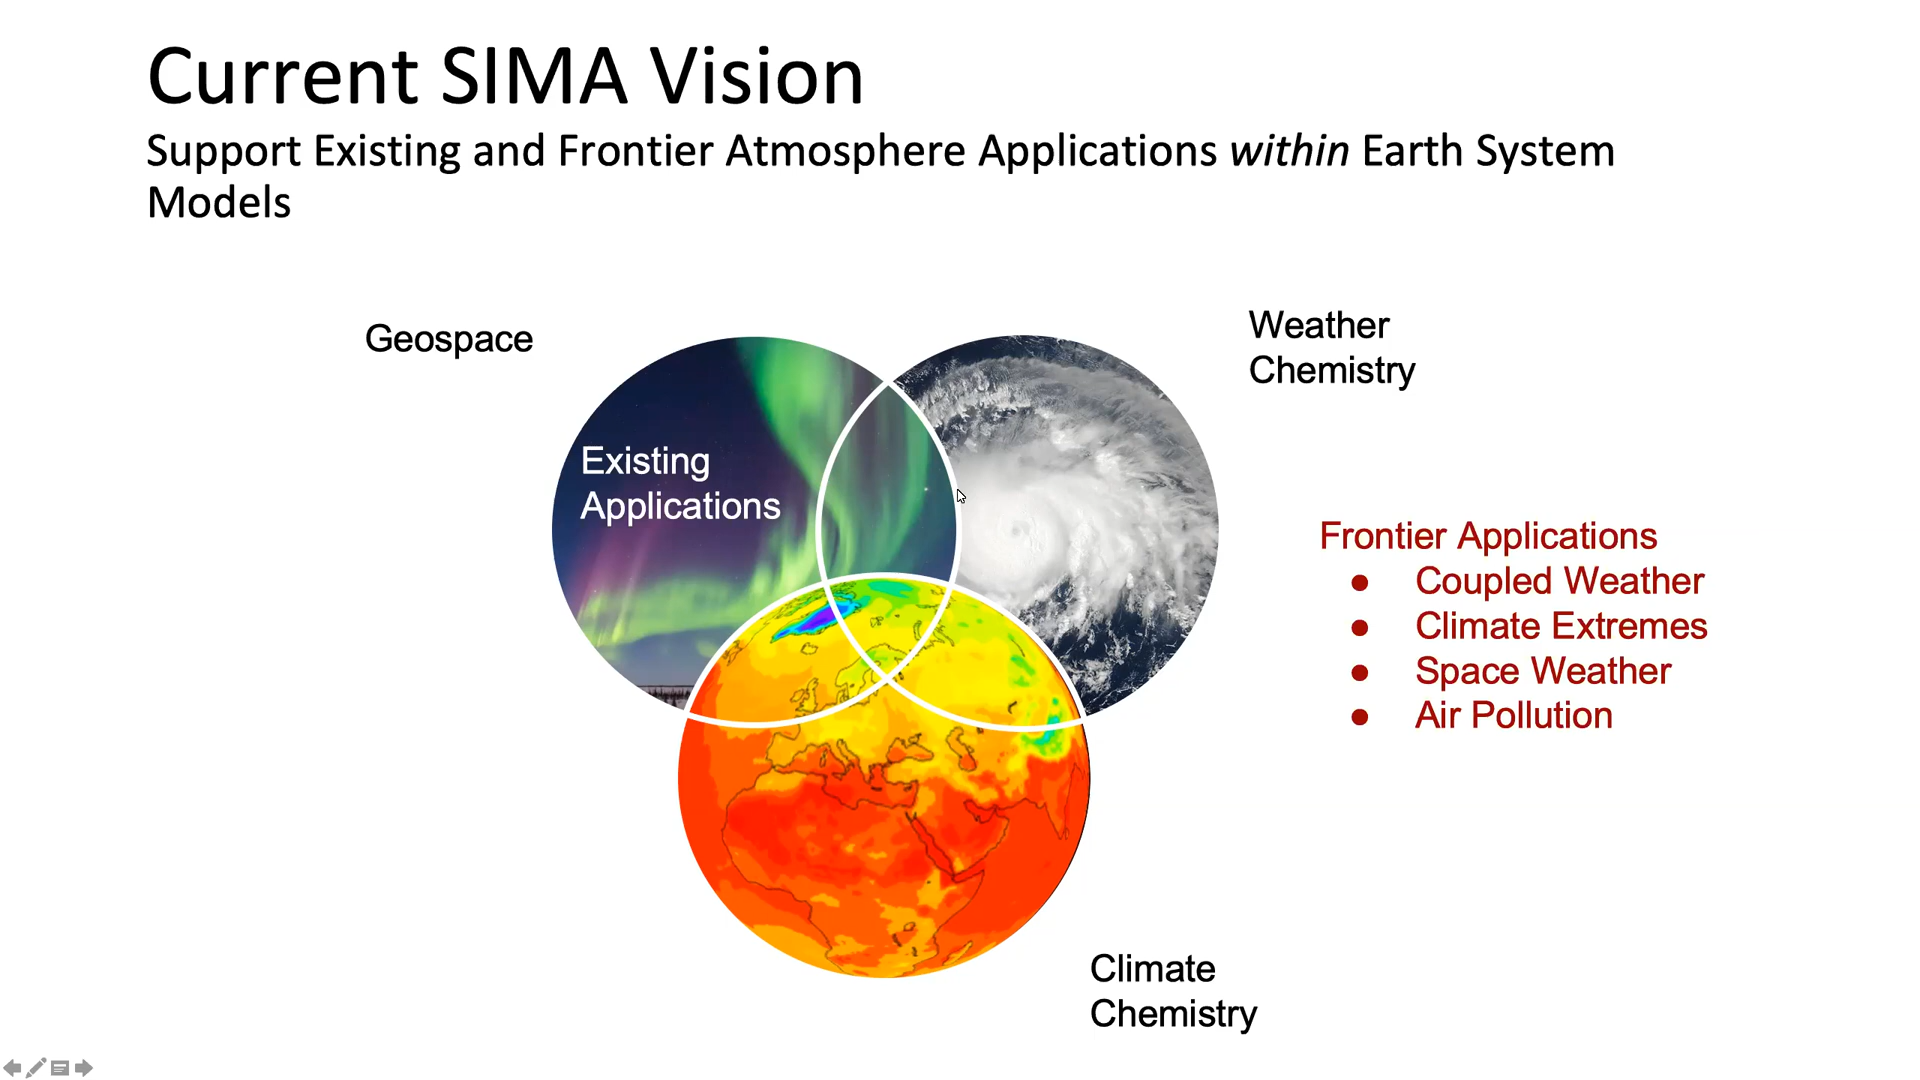 Current SIMA Vision
Support Existing and Frontier Atmosphere Applications within Earth System
Models
Geospace
Weather
Chemistry
Existing
Applications
Frontier Applications
● Coupled Weather
● Climate Extremes
● Space Weather
● Air Pollution
Climate
Chemistry